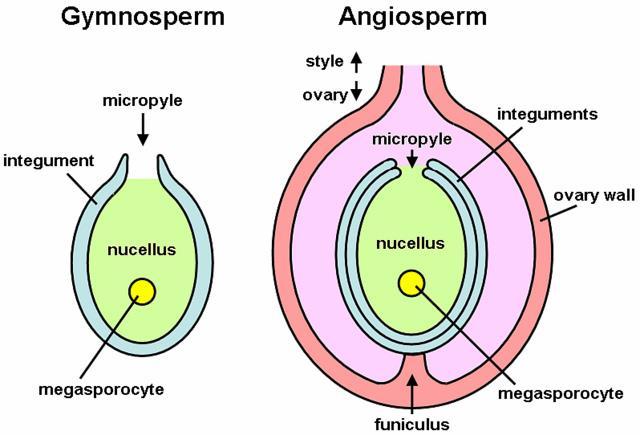 Gymnosperm
micropyle
integument
nucellus
megasporocyte
Angiosperm
style
ovary
micropyle
integuments
ovary wall
nucellus
megasporocyte
funiculus